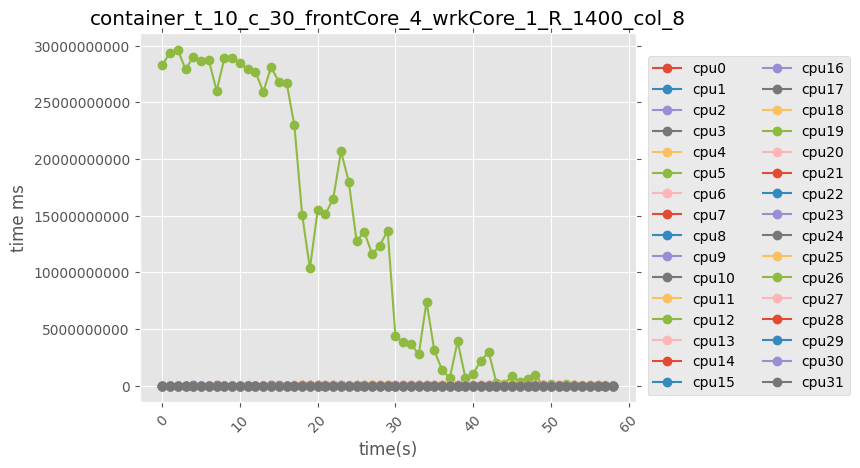 container_t_10_c_30_frontCore_4_wrkCore_1_R_1400_col_8
30000000000
25000000000
20000000000
15000000000
10000000000
5000000000
0
time ms
0 10 20 30 40 50 60
time(s)
cpu0 cpu16
cpu1 cpu17
cpu2 cpu18
cpu3 cpu19
cpu4 cpu20
cpu5 cpu21
cpu6 cpu22
cpu7 cpu23
cpu8 cpu24
cpu9 cpu25
cpu10 cpu26
cpu11 cpu27
cpu12 cpu28
cpu13 cpu29
cpu14 cpu30
cpu15 cpu31